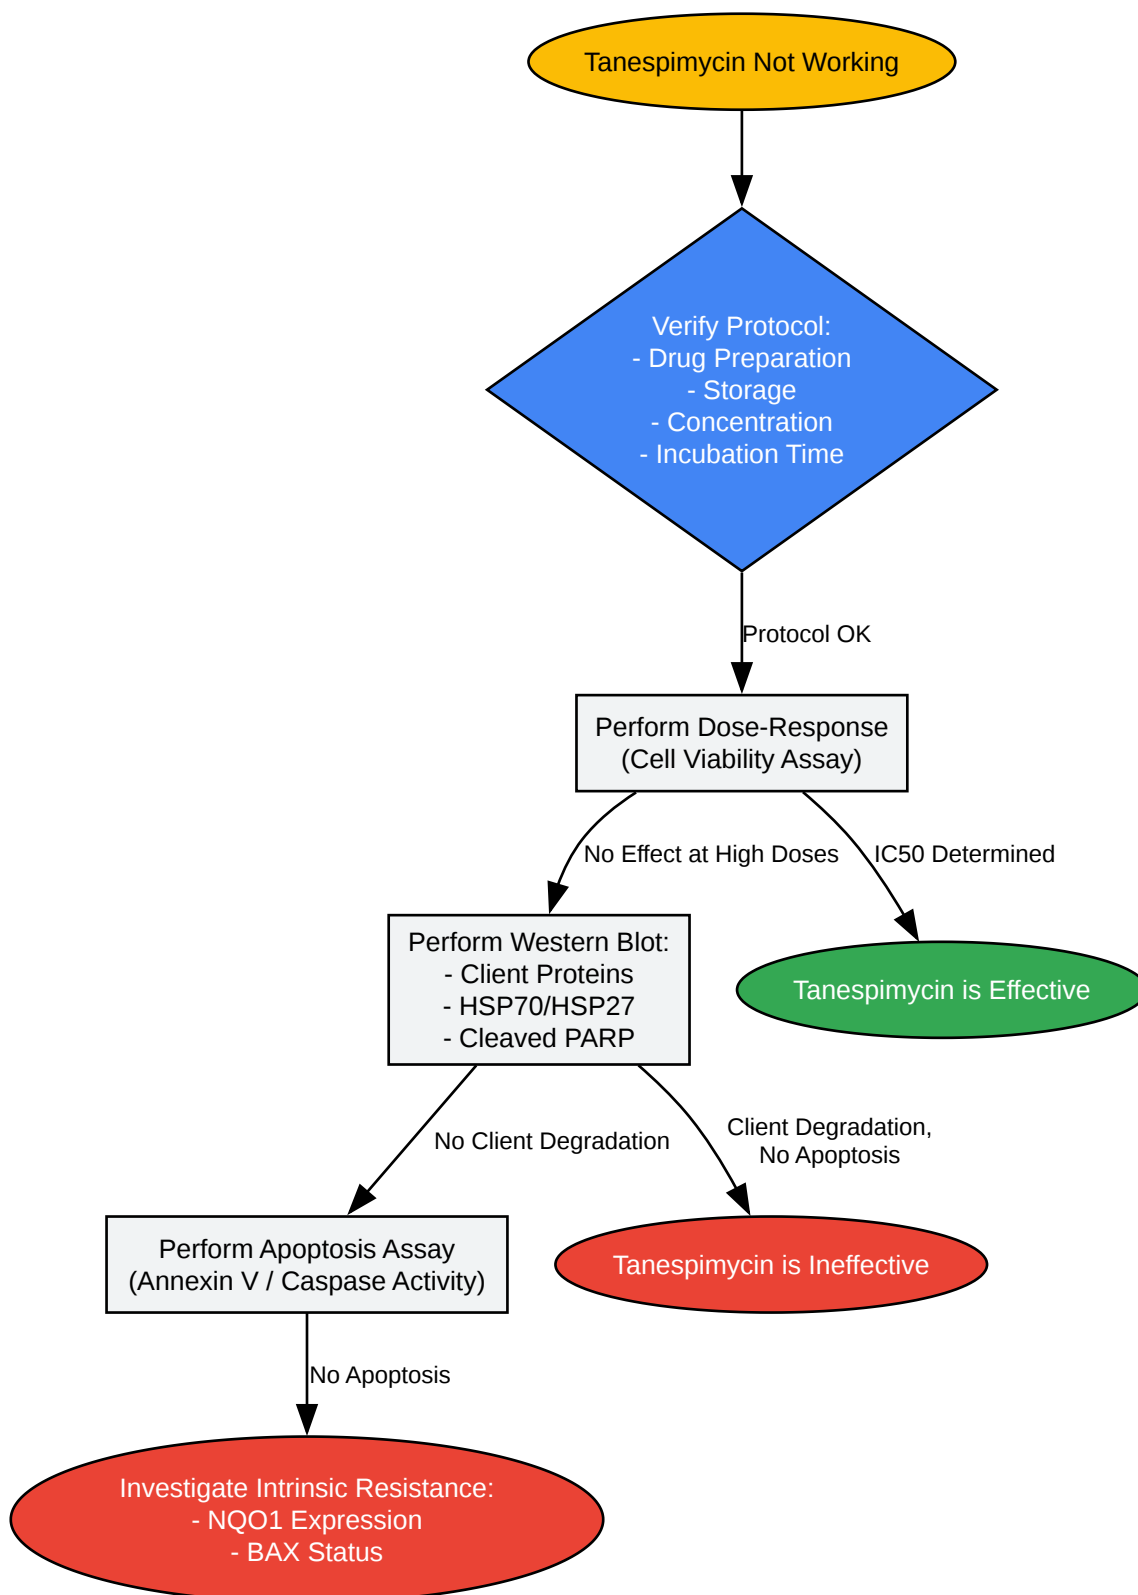 Tanespimycin Not Working
Verify Protocol:
- Drug Preparation
- Storage
- Concentration
- Incubation Time
Protocol OK
Perform Dose-Response
(Cell Viability Assay)
No Effect at High Doses
IC50 Determined
Perform Western Blot:
- Client Proteins
- HSP70/HSP27
- Cleaved PARP
Tanespimycin is Effective
No Client Degradation
Client Degradation,
No Apoptosis
Perform Apoptosis Assay
(Annexin V / Caspase Activity)
Tanespimycin is Ineffective
No Apoptosis
Investigate Intrinsic Resistance:
- NQO1 Expression
- BAX Status